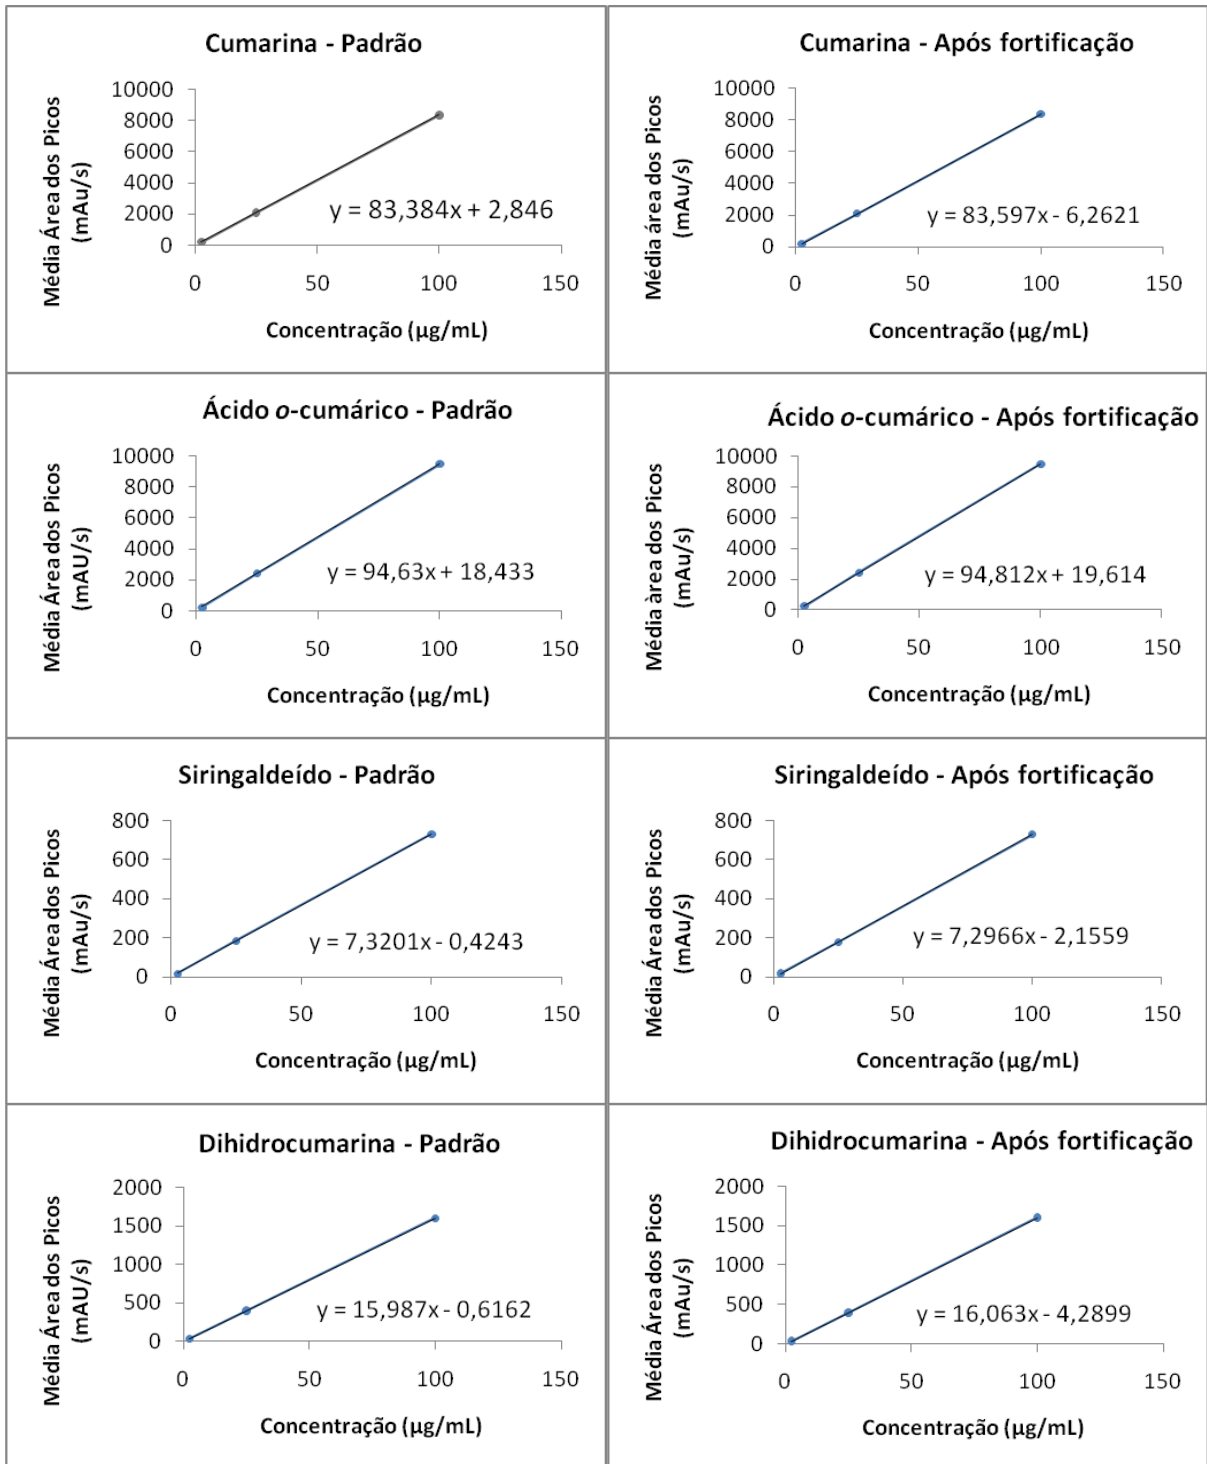 Cumarina - Padrão
Média Área dos Picos
(mAu/s)
10000
8000
6000
4000
2000
0
y = 83,384x + 2,846
0 50 100 150
Concentração (µg/mL)
Cumarina - Após fortificação
Média área dos Picos
(mAu/s)
10000
8000
6000
4000
2000
0
y = 83,597x - 6,2621
0 50 100 150
Concentração (µg/mL)
Ácido o-cumárico - Padrão
Média Área dos Picos
(mAU/s)
10000
8000
6000
4000
2000
0
y = 94,63x + 18,433
0 50 100 150
Concentração (µg/mL)
Ácido o-cumárico - Após fortificação
Média àrea dos Picos
(mAu/s)
10000
8000
6000
4000
2000
0
y = 94,812x + 19,614
0 50 100 150
Concentração (µg/mL)
Siringaldeído - Padrão
Média Área dos Picos
(mAu/s)
800
600
400
200
0
y = 7,3201x - 0,4243
0 50 100 150
Concentração (µg/mL)
Siringaldeído - Após fortificação
Média Área dos Picos
(mAu/s)
800
600
400
200
0
y = 7,2966x - 2,1559
0 50 100 150
Concentração (µg/mL)
Dihidrocumarina - Padrão
Média Área dos Picos
(mAU/s)
2000
1500
1000
500
0
y = 15,987x - 0,6162
0 50 100 150
Concentração (µg/mL)
Dihidrocumarina - Após fortificação
Média Área dos Picos
(mAu/s)
2000
1500
1000
500
0
y = 16,063x - 4,2899
0 50 100 150
Concentração (µg/mL)